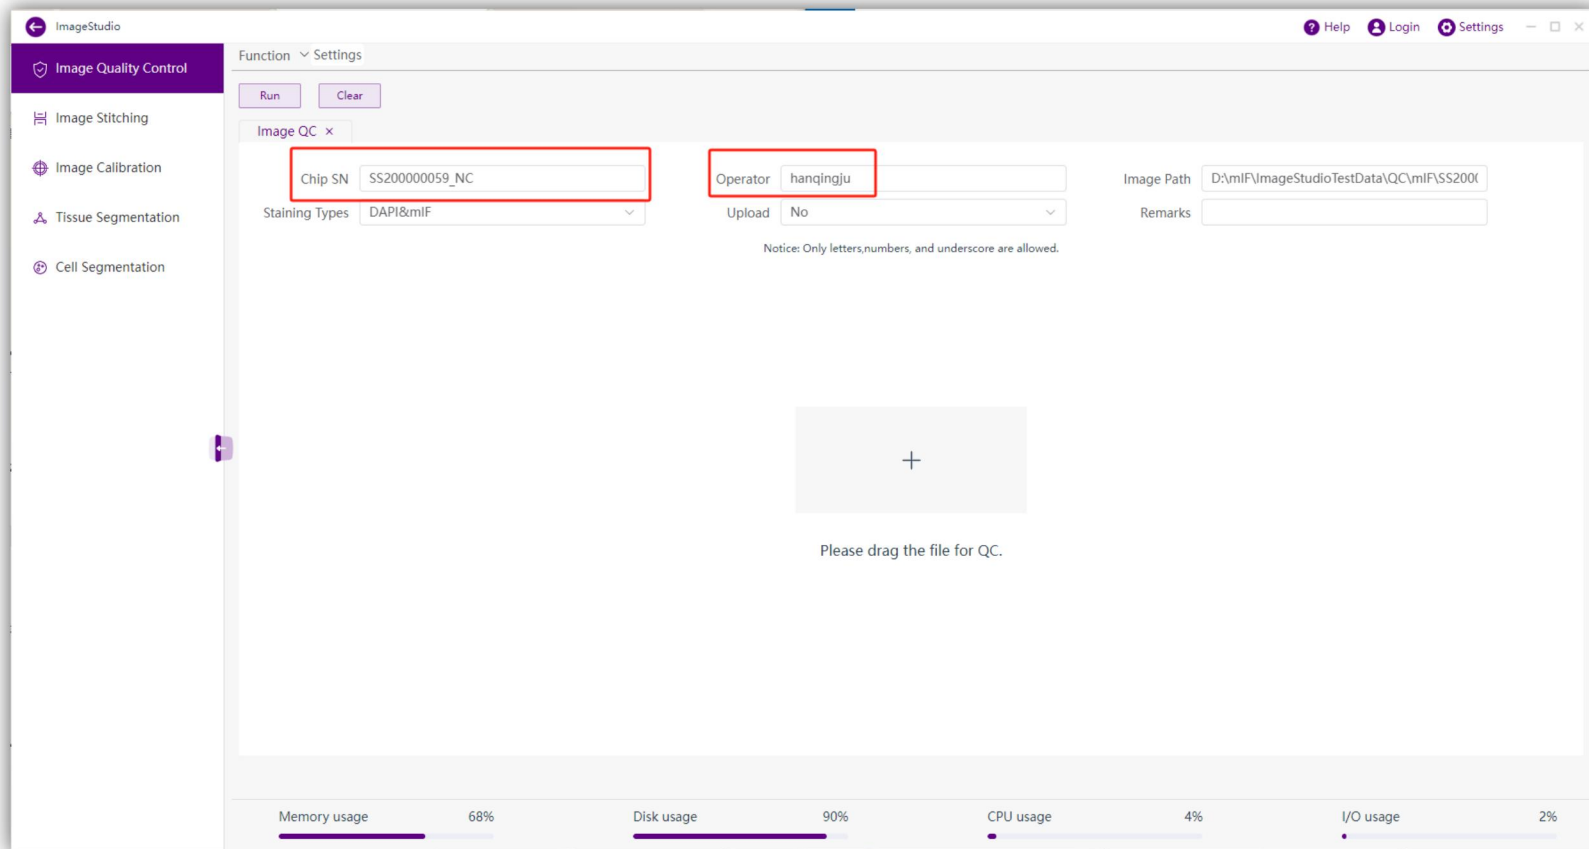 ImageStudio
Help Login Settings
Image Quality Control
Image Stitching
Image Calibration
Tissue Segmentation
Cell Segmentation
Function Settings
Run Clear
Image QC ×
Chip SN SS200000059_NC Operator hanqingju Image Path D:\mIF\ImageStudioTestData\QC\mIF\SS200(
Staining Types DAPI&mIF Upload No Remarks
Notice: Only letters,numbers, and underscore are allowed.
+
Please drag the file for QC.
Memory usage 68% Disk usage 90% CPU usage 4% I/O usage 2%